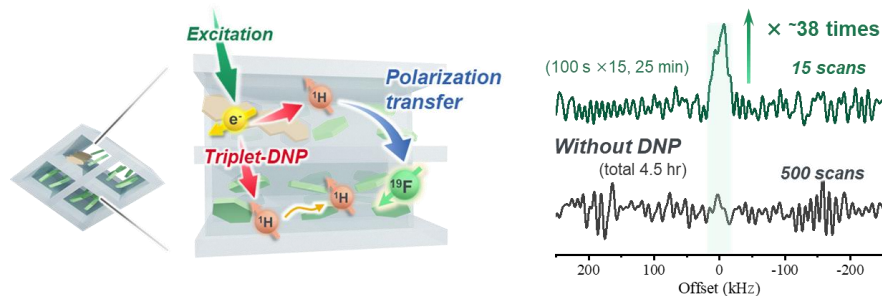 Excitation
Polarization
transfer
¹H
e-
Triplet-DNP
¹⁹F
¹H
¹H
× ~38 times
(100 s ×15, 25 min)
15 scans
Without DNP
(total 4.5 hr)
500 scans
200
100
0
-100
-200
Offset (kHz)